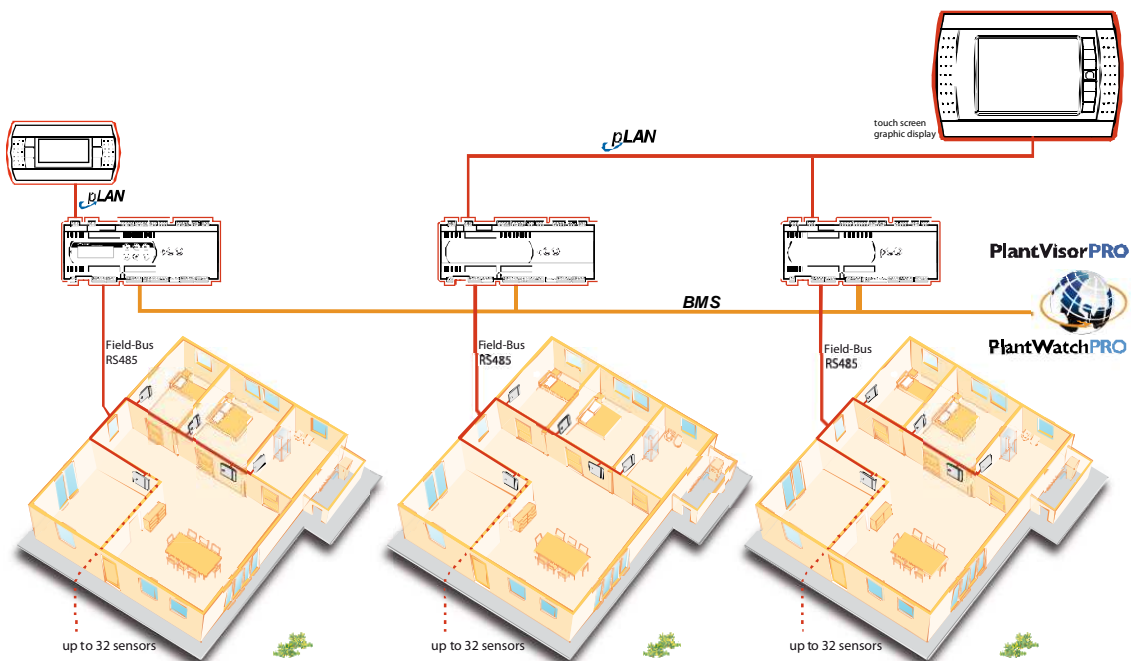 touch screen
graphic display
pLAN
pLAN
PlantVisorPRO
BMS
PlantWatchPRO
Field-Bus
RS485
Field-Bus
RS485
Field-Bus
RS485
up to 32 sensors
up to 32 sensors
up to 32 sensors